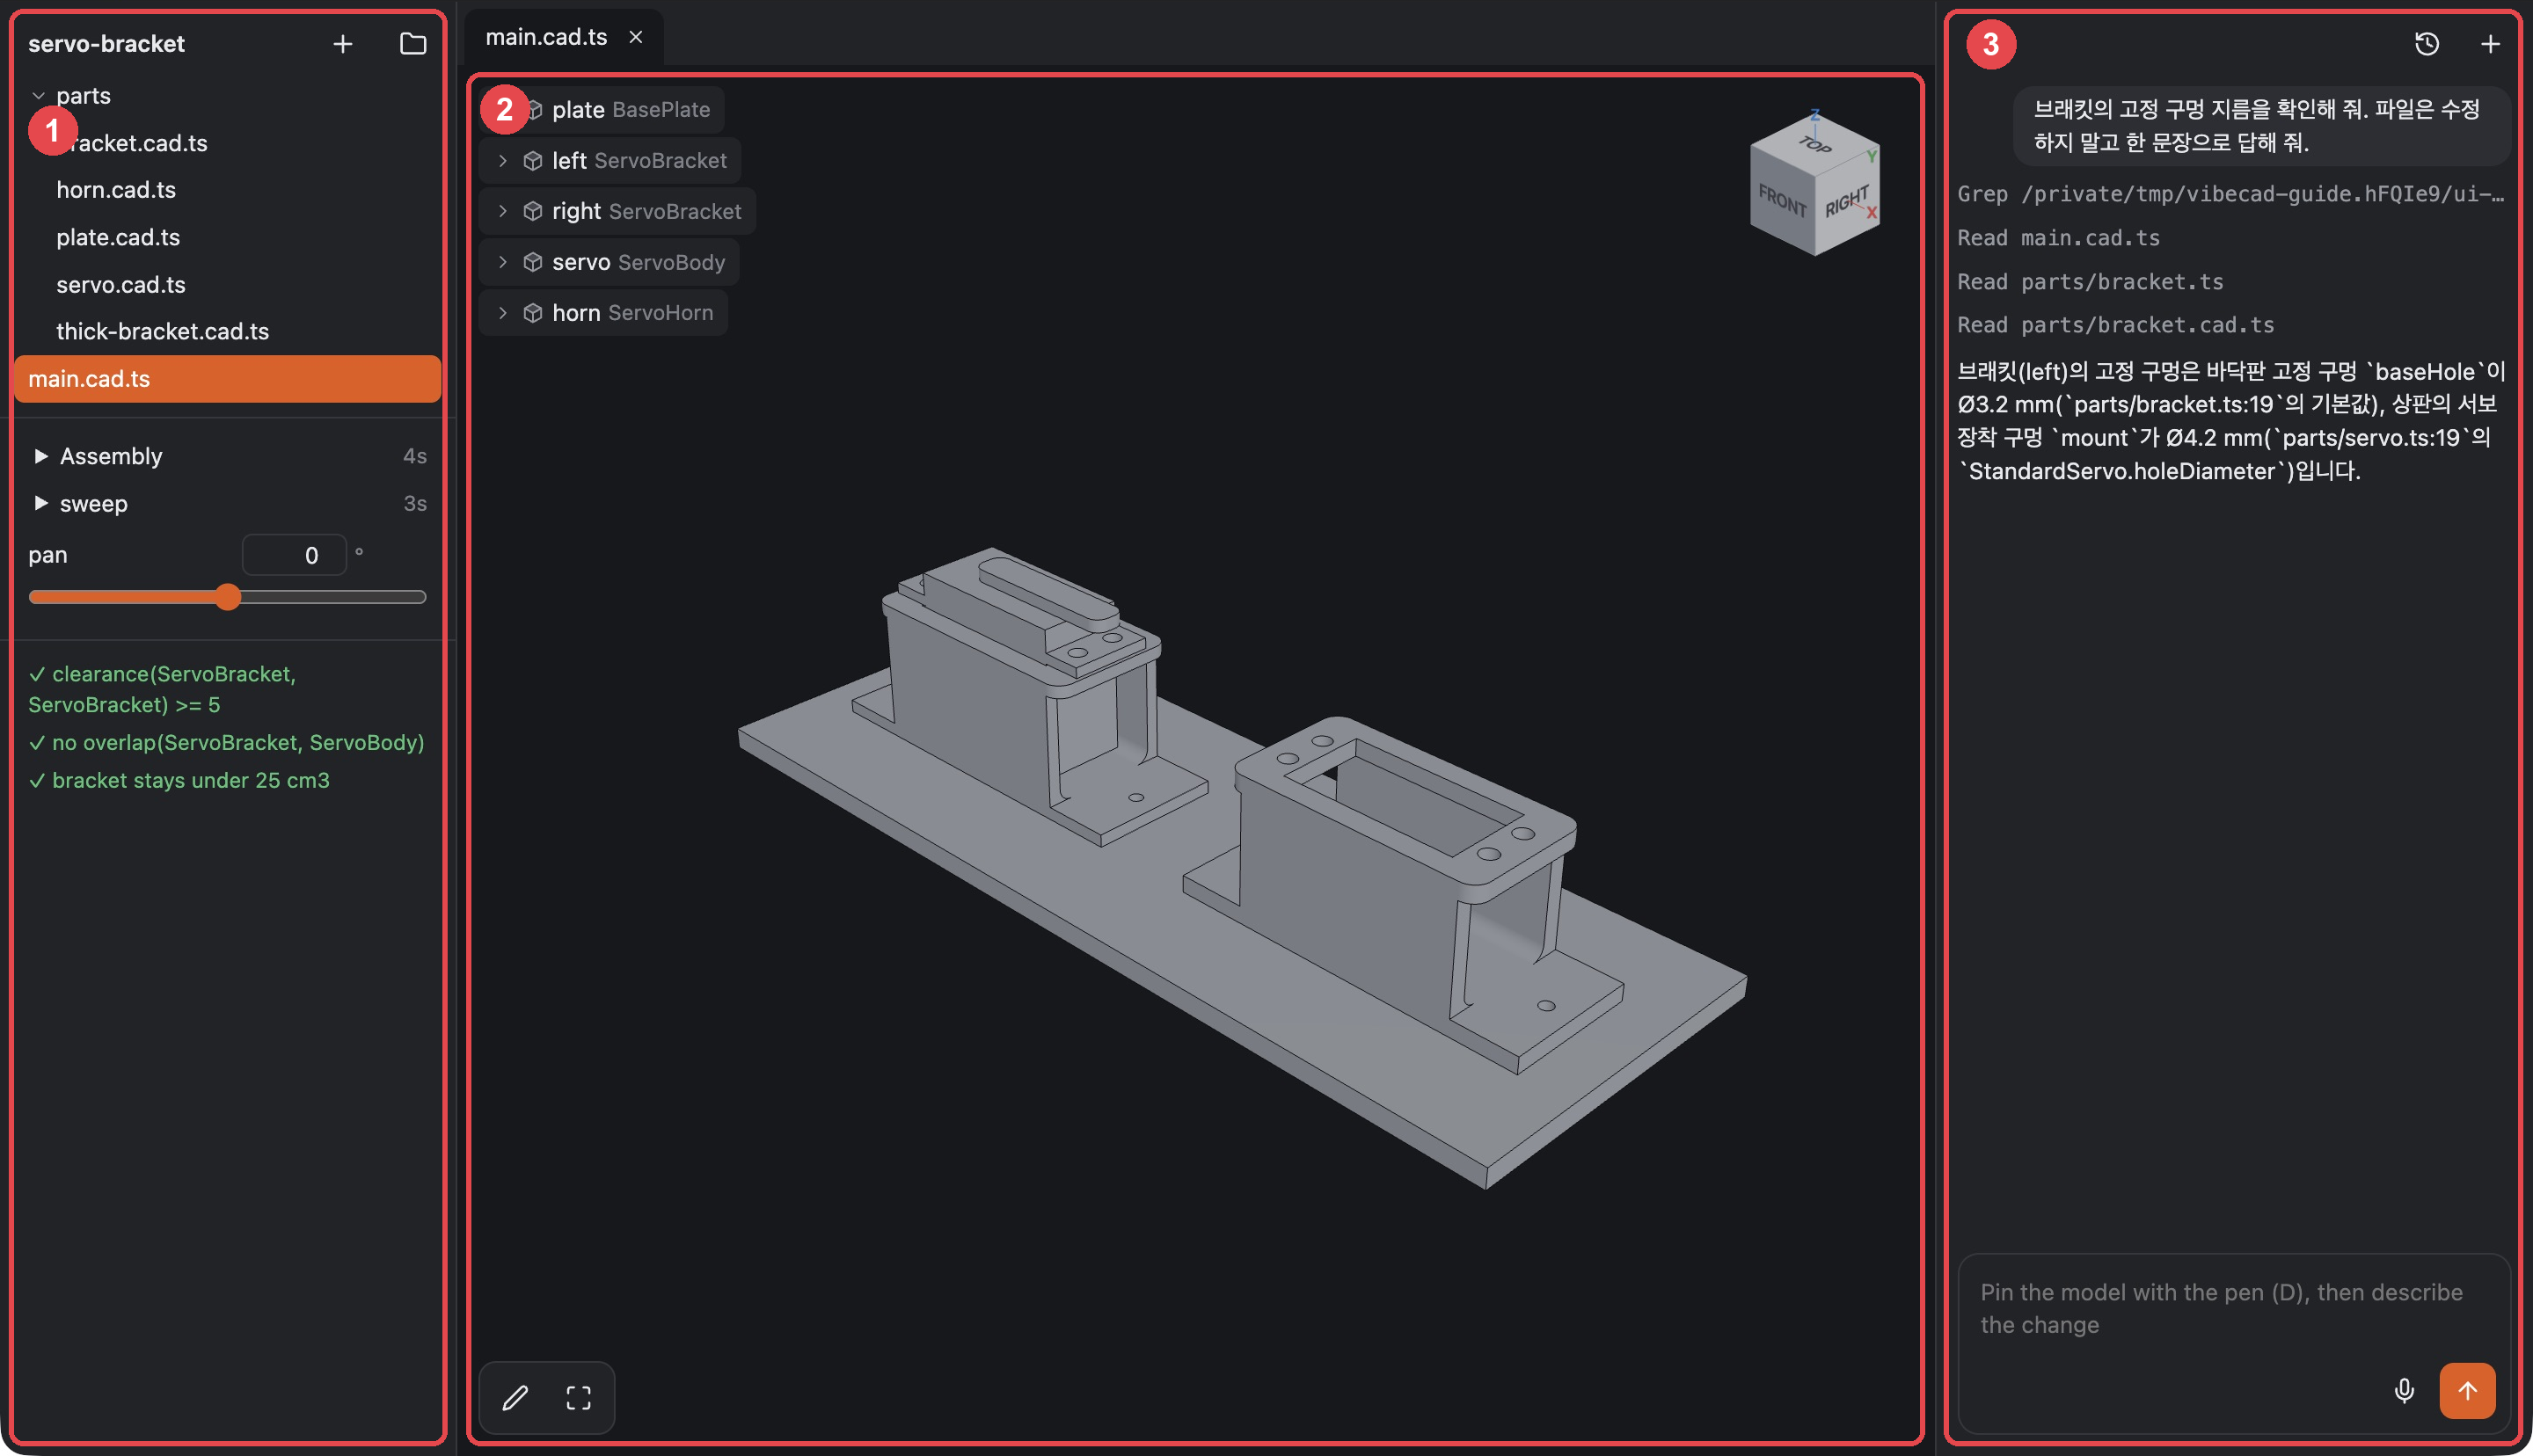 servo-bracket
parts
1
racket.cad.ts
horn.cad.ts
plate.cad.ts
servo.cad.ts
thick-bracket.cad.ts
main.cad.ts
Assembly 4s
sweep 3s
pan 0 °
✓ clearance(ServoBracket,
ServoBracket) >= 5
✓ no overlap(ServoBracket, ServoBody)
✓ bracket stays under 25 cm3
main.cad.ts
2
plate BasePlate
left ServoBracket
right ServoBracket
servo ServoBody
horn ServoHorn
Z
TOP
Y
FRONT
RIGHT
X
3
브래킷의 고정 구멍 지름을 확인해 줘. 파일은 수정
하지 말고 한 문장으로 답해 줘.
Grep /private/tmp/vibecad-guide.hFQIe9/ui-…
Read main.cad.ts
Read parts/bracket.ts
Read parts/bracket.cad.ts
브래킷(left)의 고정 구멍은 바닥판 고정 구멍 `baseHole`이
Ø3.2 mm(`parts/bracket.ts:19`의 기본값), 상판의 서보
장착 구멍 `mount`가 Ø4.2 mm(`parts/servo.ts:19`의
`StandardServo.holeDiameter`)입니다.
Pin the model with the pen (D), then describe
the change